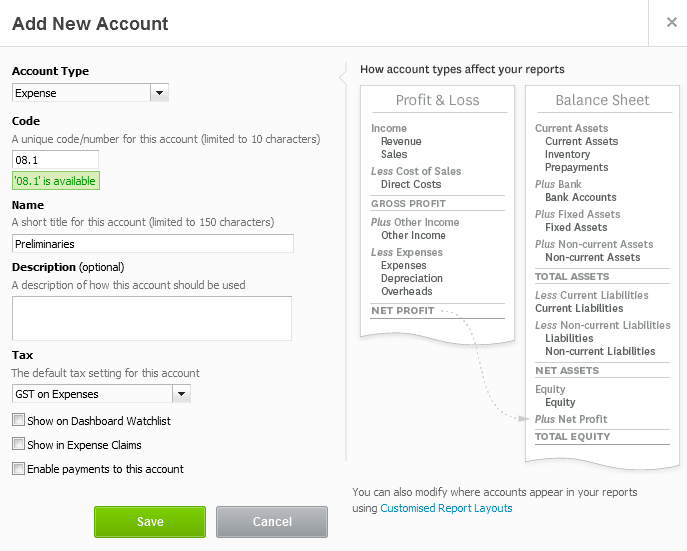 Add New Account
×
Account Type
Expense
Code
A unique code/number for this account (limited to 10 characters)
08.1
'08.1' is available
Name
A short title for this account (limited to 150 characters)
Preliminaries
Description (optional)
A description of how this account should be used
Tax
The default tax setting for this account
GST on Expenses
Show on Dashboard Watchlist
Show in Expense Claims
Enable payments to this account
Save
Cancel
How account types affect your reports
Profit & Loss
Income
Revenue
Sales
Less Cost of Sales
Direct Costs
GROSS PROFIT
Plus Other Income
Other Income
Less Expenses
Expenses
Depreciation
Overheads
NET PROFIT
Balance Sheet
Current Assets
Current Assets
Inventory
Prepayments
Plus Bank
Bank Accounts
Plus Fixed Assets
Fixed Assets
Plus Non-current Assets
Non-current Assets
TOTAL ASSETS
Less Current Liabilities
Current Liabilities
Less Non-current Liabilities
Liabilities
Non-current Liabilities
NET ASSETS
Equity
Equity
Plus Net Profit
TOTAL EQUITY
You can also modify where accounts appear in your reports
using Customised Report Layouts